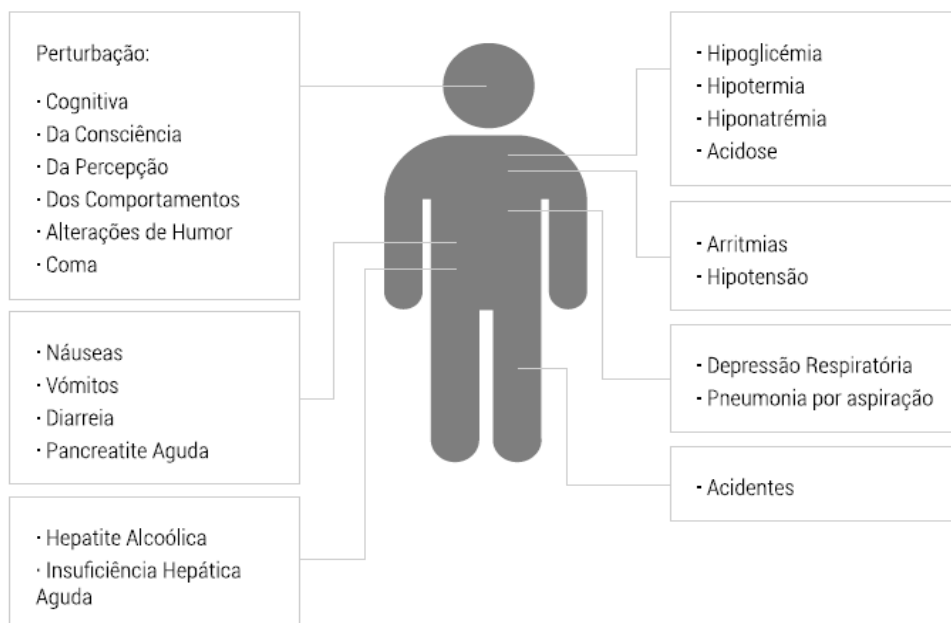 Perturbação:
· Cognitiva
· Da Consciência
· Da Percepção
· Dos Comportamentos
· Alterações de Humor
· Coma
· Náuseas
· Vómitos
· Diarreia
· Pancreatite Aguda
· Hepatite Alcoólica
· Insuficiência Hepática
Aguda
- Hipoglicémia
- Hipotermia
- Hiponatrémia
- Acidose
- Arritmias
- Hipotensão
- Depressão Respiratória
- Pneumonia por aspiração
- Acidentes